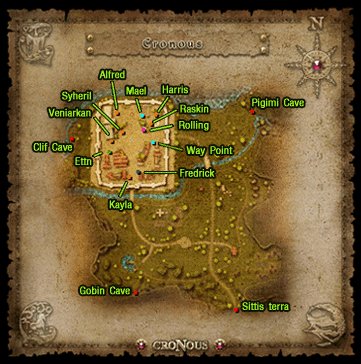 N
Cronous
Alfred
Mael
Harris
Syheril
Raskin
Pigimi Cave
Veniarkan
Rolling
Clif Cave
Way Point
Ettn
Fredrick
Kayla
Gobin Cave
Sittis terra
CRONOUS